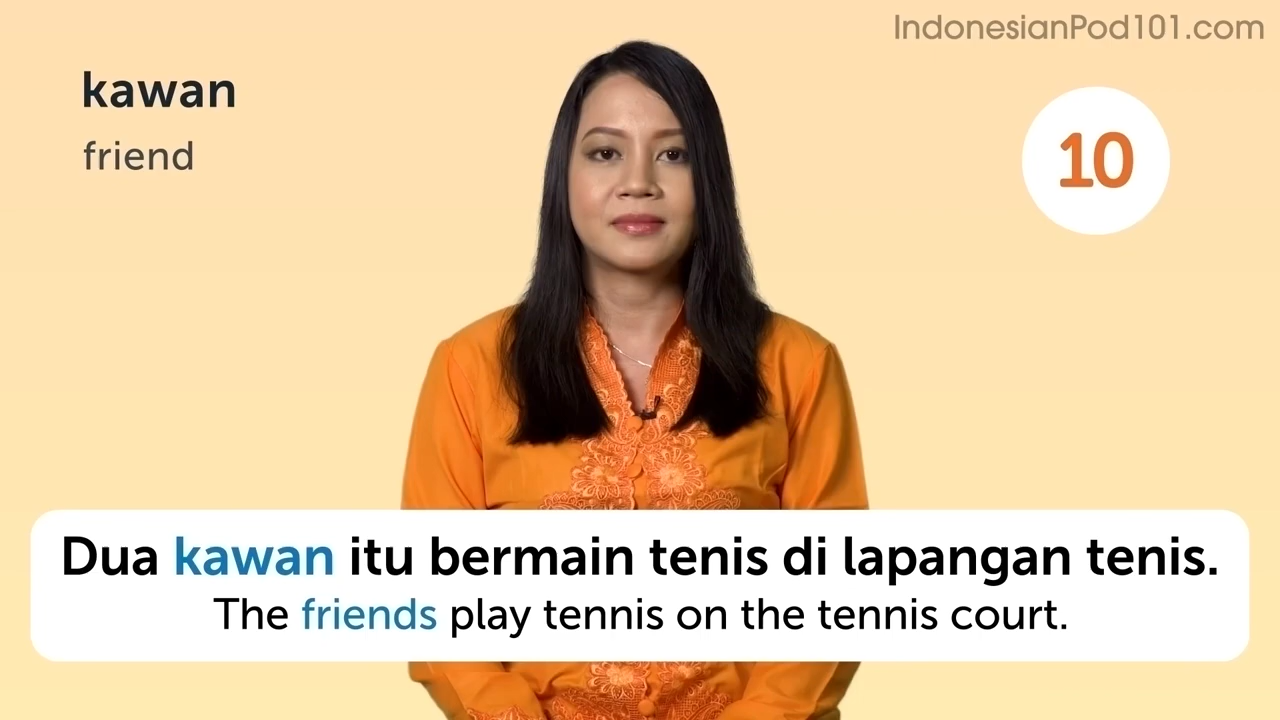 IndonesianPod101.com
kawan
friend
10
Dua kawan itu bermain tenis di lapangan tenis.
The friends play tennis on the tennis court.